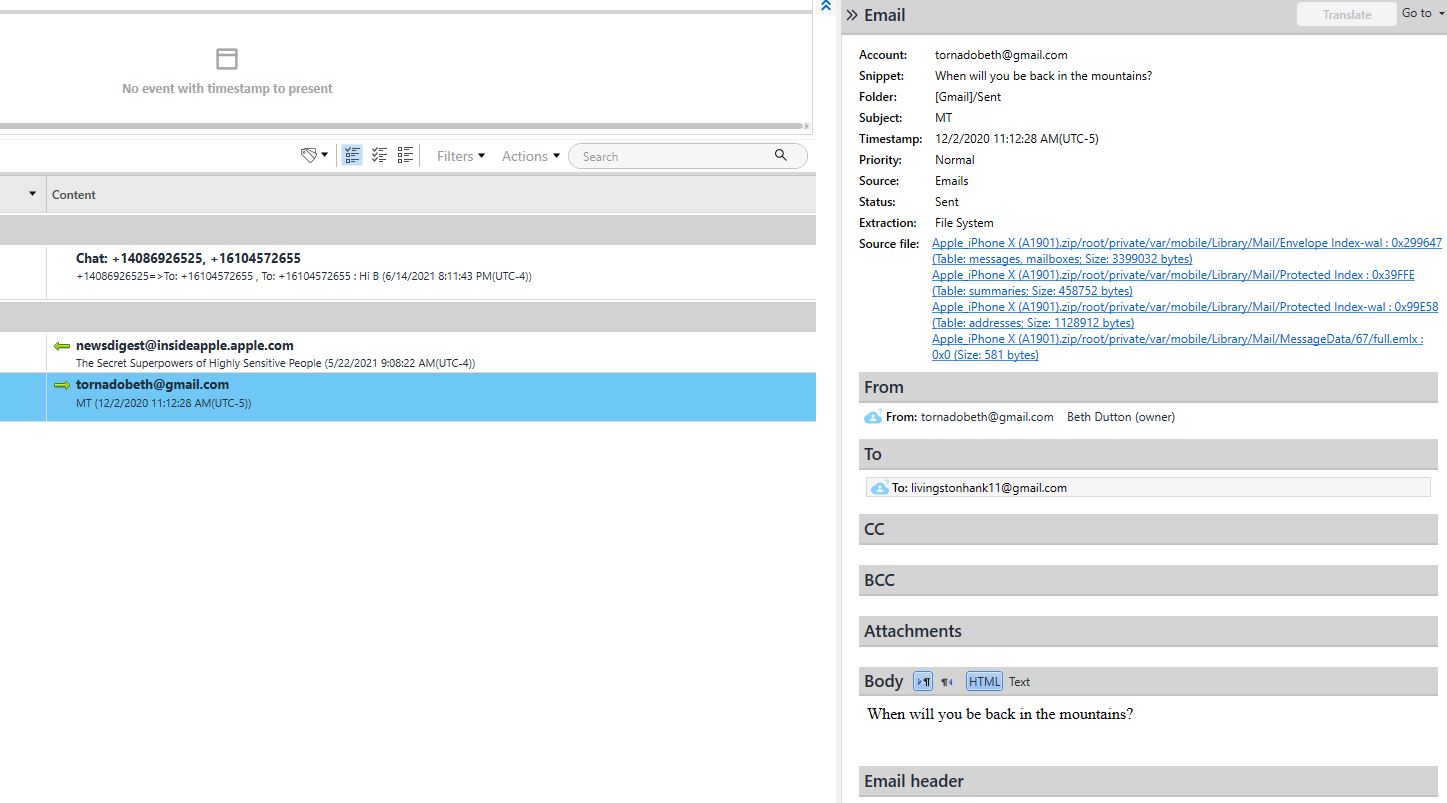 No event with timestamp to present
Filters
Actions
Search
Content
Chat: +14086926525, +16104572655
+14086926525=>To: +16104572655 , To: +16104572655 : Hi B (6/14/2021 8:11:43 PM(UTC-4))
newsdigest@insideapple.apple.com
The Secret Superpowers of Highly Sensitive People (5/22/2021 9:08:22 AM(UTC-4))
tornadobeth@gmail.com
MT (12/2/2020 11:12:28 AM(UTC-5))
Email
Translate
Go to
Account: tornadobeth@gmail.com
Snippet: When will you be back in the mountains?
Folder: [Gmail]/Sent
Subject: MT
Timestamp: 12/2/2020 11:12:28 AM(UTC-5)
Priority: Normal
Source: Emails
Status: Sent
Extraction: File System
Source file: Apple_iPhone X (A1901).zip/root/private/var/mobile/Library/Mail/Envelope Index-wal : 0x299647
(Table: messages, mailboxes; Size: 3399032 bytes)
Apple_iPhone X (A1901).zip/root/private/var/mobile/Library/Mail/Protected Index : 0x39FFE
(Table: summaries; Size: 458752 bytes)
Apple_iPhone X (A1901).zip/root/private/var/mobile/Library/Mail/Protected Index-wal : 0x99E58
(Table: addresses; Size: 1128912 bytes)
Apple_iPhone X (A1901).zip/root/private/var/mobile/Library/Mail/MessageData/67/full.emlx :
0x0 (Size: 581 bytes)
From
From: tornadobeth@gmail.com Beth Dutton (owner)
To
To: livingstonhank11@gmail.com
CC
BCC
Attachments
Body HTML Text
When will you be back in the mountains?
Email header